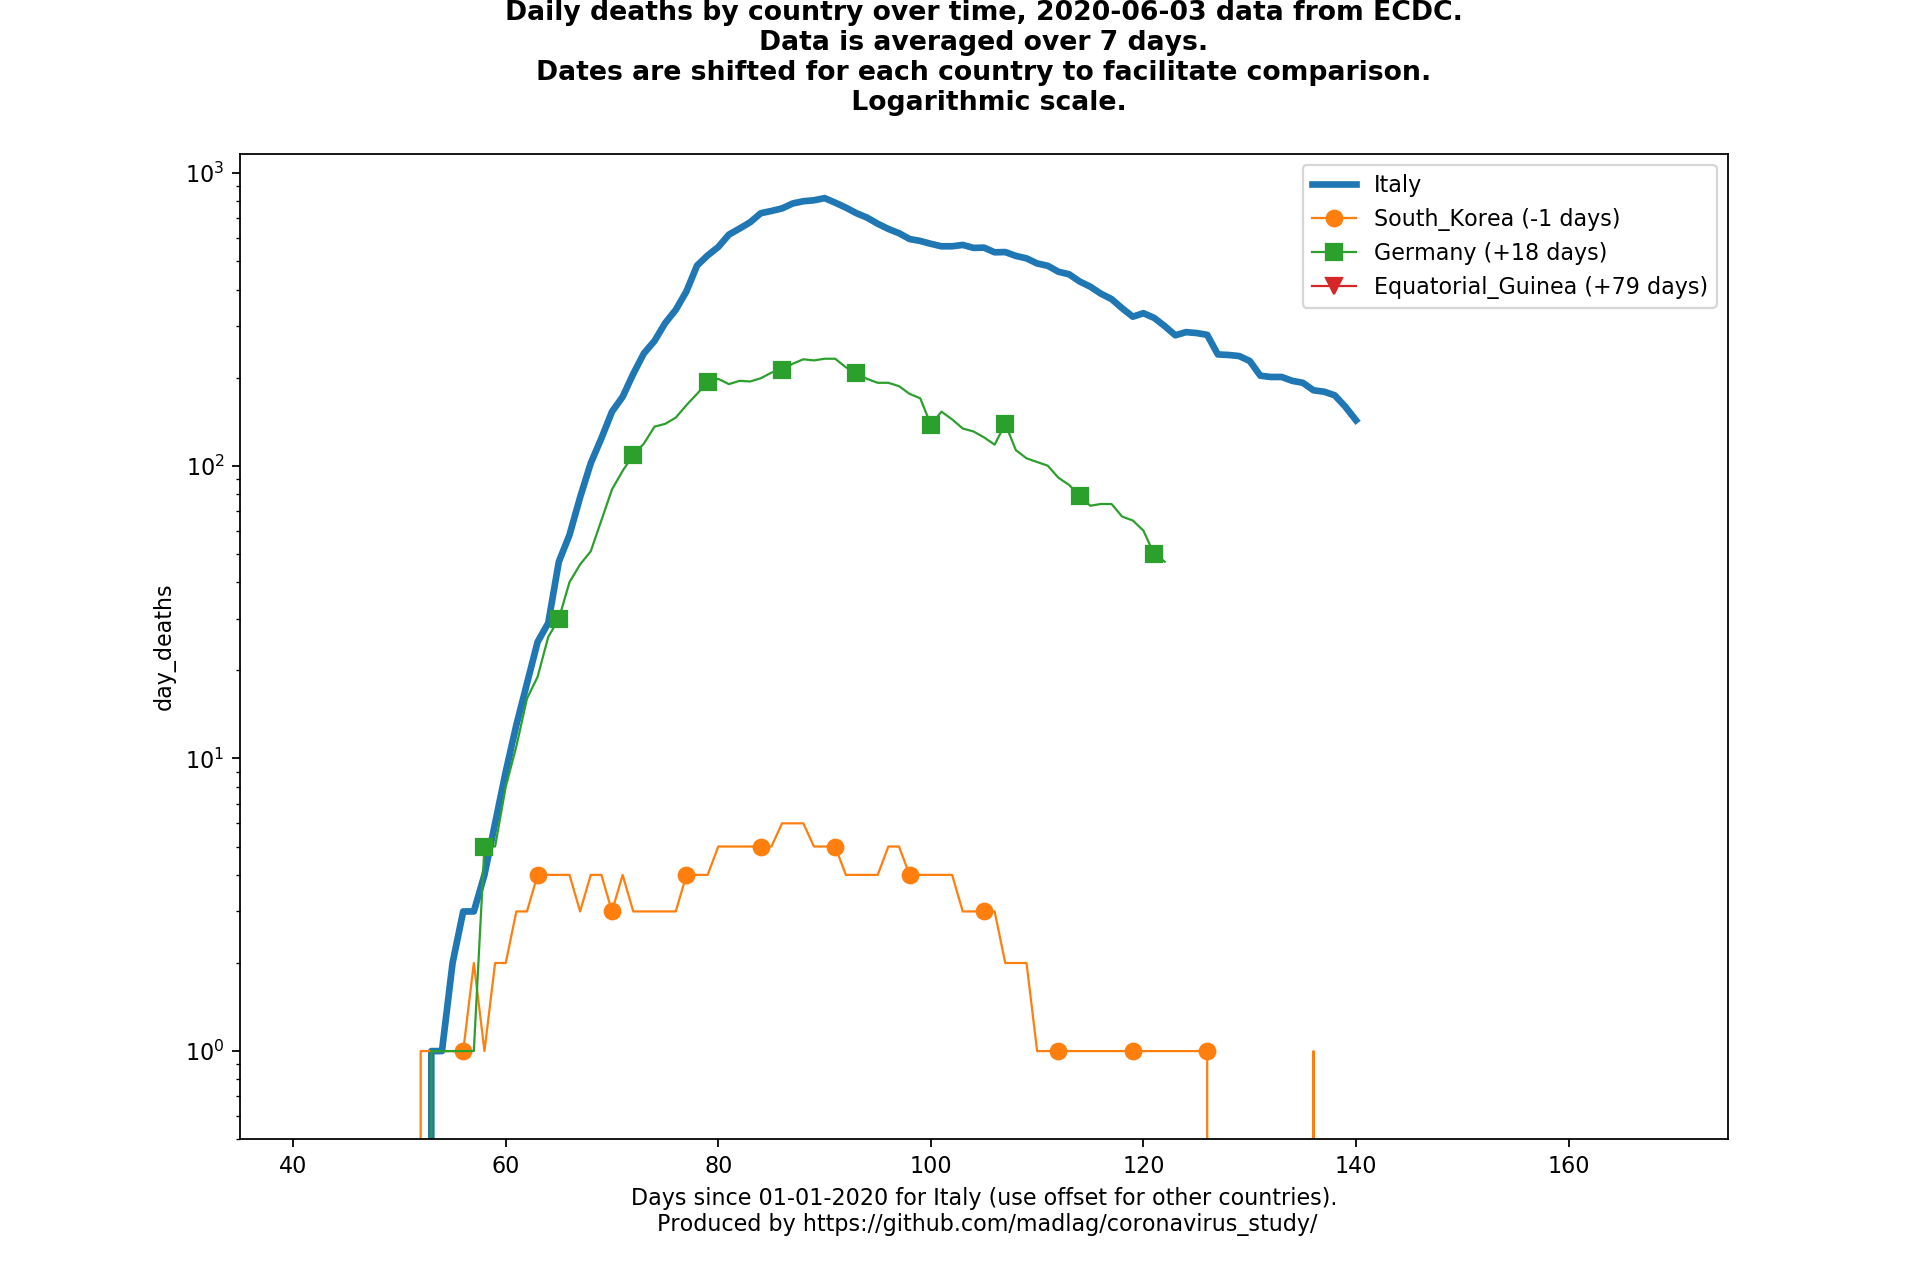 Daily deaths by country over time, 2020-06-03 data from ECDC.
Data is averaged over 7 days.
Dates are shifted for each country to facilitate comparison.
Logarithmic scale.
10³
10²
10¹
10⁰
day_deaths
Italy
South_Korea (-1 days)
Germany (+18 days)
Equatorial_Guinea (+79 days)
40 60 80 100 120 140 160
Days since 01-01-2020 for Italy (use offset for other countries).
Produced by https://github.com/madlag/coronavirus_study/